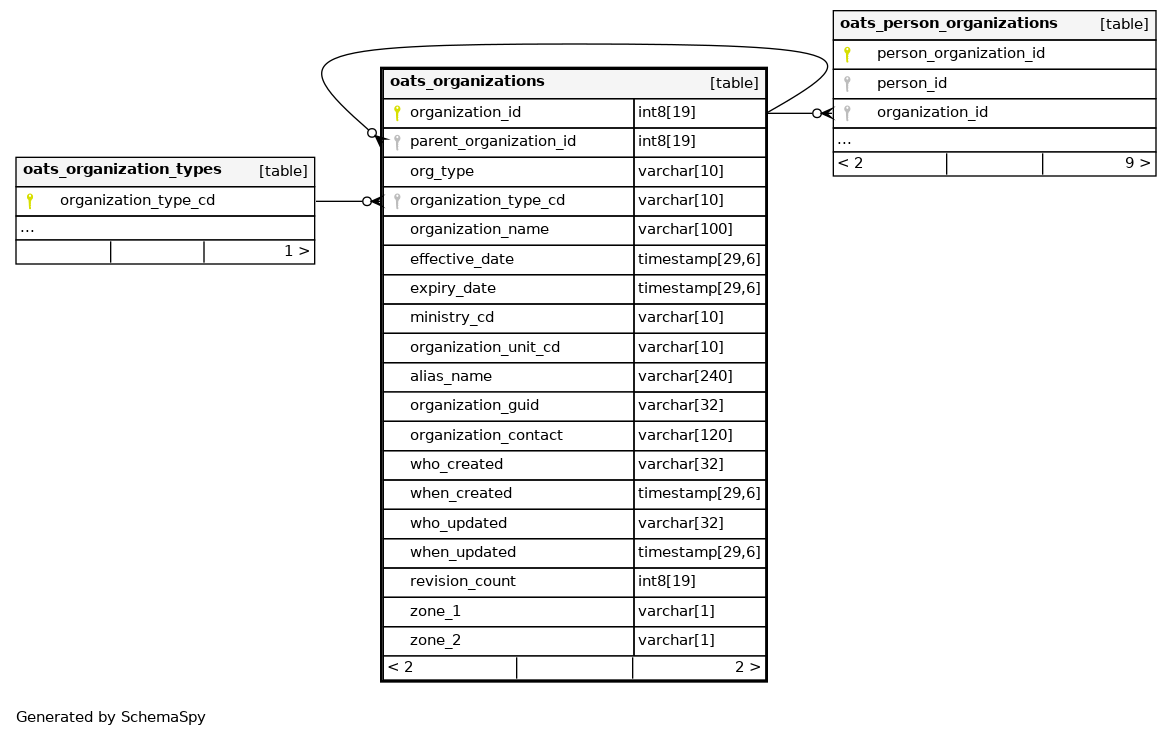 oats_person_organizations [table]
person_organization_id
person_id
organization_id
...
< 2 9 >
oats_organizations [table]
organization_id int8[19]
parent_organization_id int8[19]
org_type varchar[10]
organization_type_cd varchar[10]
organization_name varchar[100]
effective_date timestamp[29,6]
expiry_date timestamp[29,6]
ministry_cd varchar[10]
organization_unit_cd varchar[10]
alias_name varchar[240]
organization_guid varchar[32]
organization_contact varchar[120]
who_created varchar[32]
when_created timestamp[29,6]
who_updated varchar[32]
when_updated timestamp[29,6]
revision_count int8[19]
zone_1 varchar[1]
zone_2 varchar[1]
< 2 2 >
oats_organization_types [table]
organization_type_cd
...
1 >
Generated by SchemaSpy